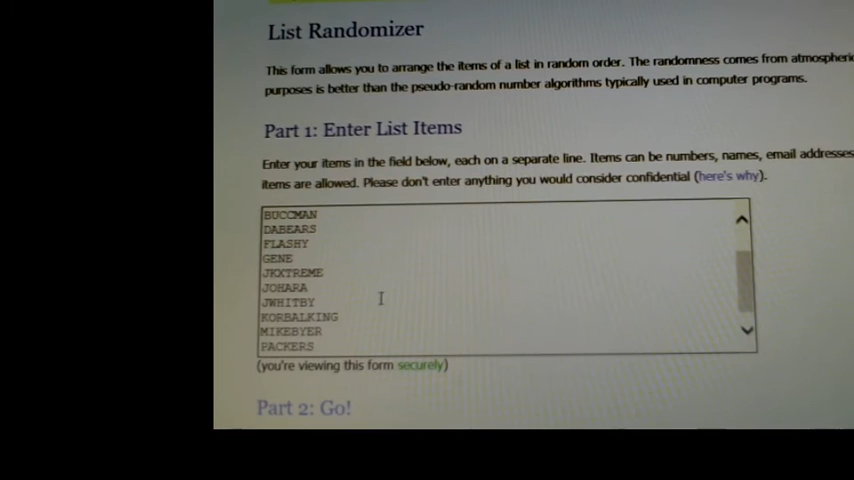 List Randomizer
This form allows you to arrange the items of a list in random order. The randomness comes from atmospheric
purposes is better than the pseudo-random number algorithms typically used in computer programs.
Part 1: Enter List Items
Enter your items in the field below, each on a separate line. Items can be numbers, names, email addresses
items are allowed. Please don't enter anything you would consider confidential (here's why).
BUCCMAN
DABEARS
FLASHY
GENE
JKXTREME
JOHARA
JWHITBY
KORBALKING
MIKEBYER
PACKERS
(you're viewing this form securely)
Part 2: Go!